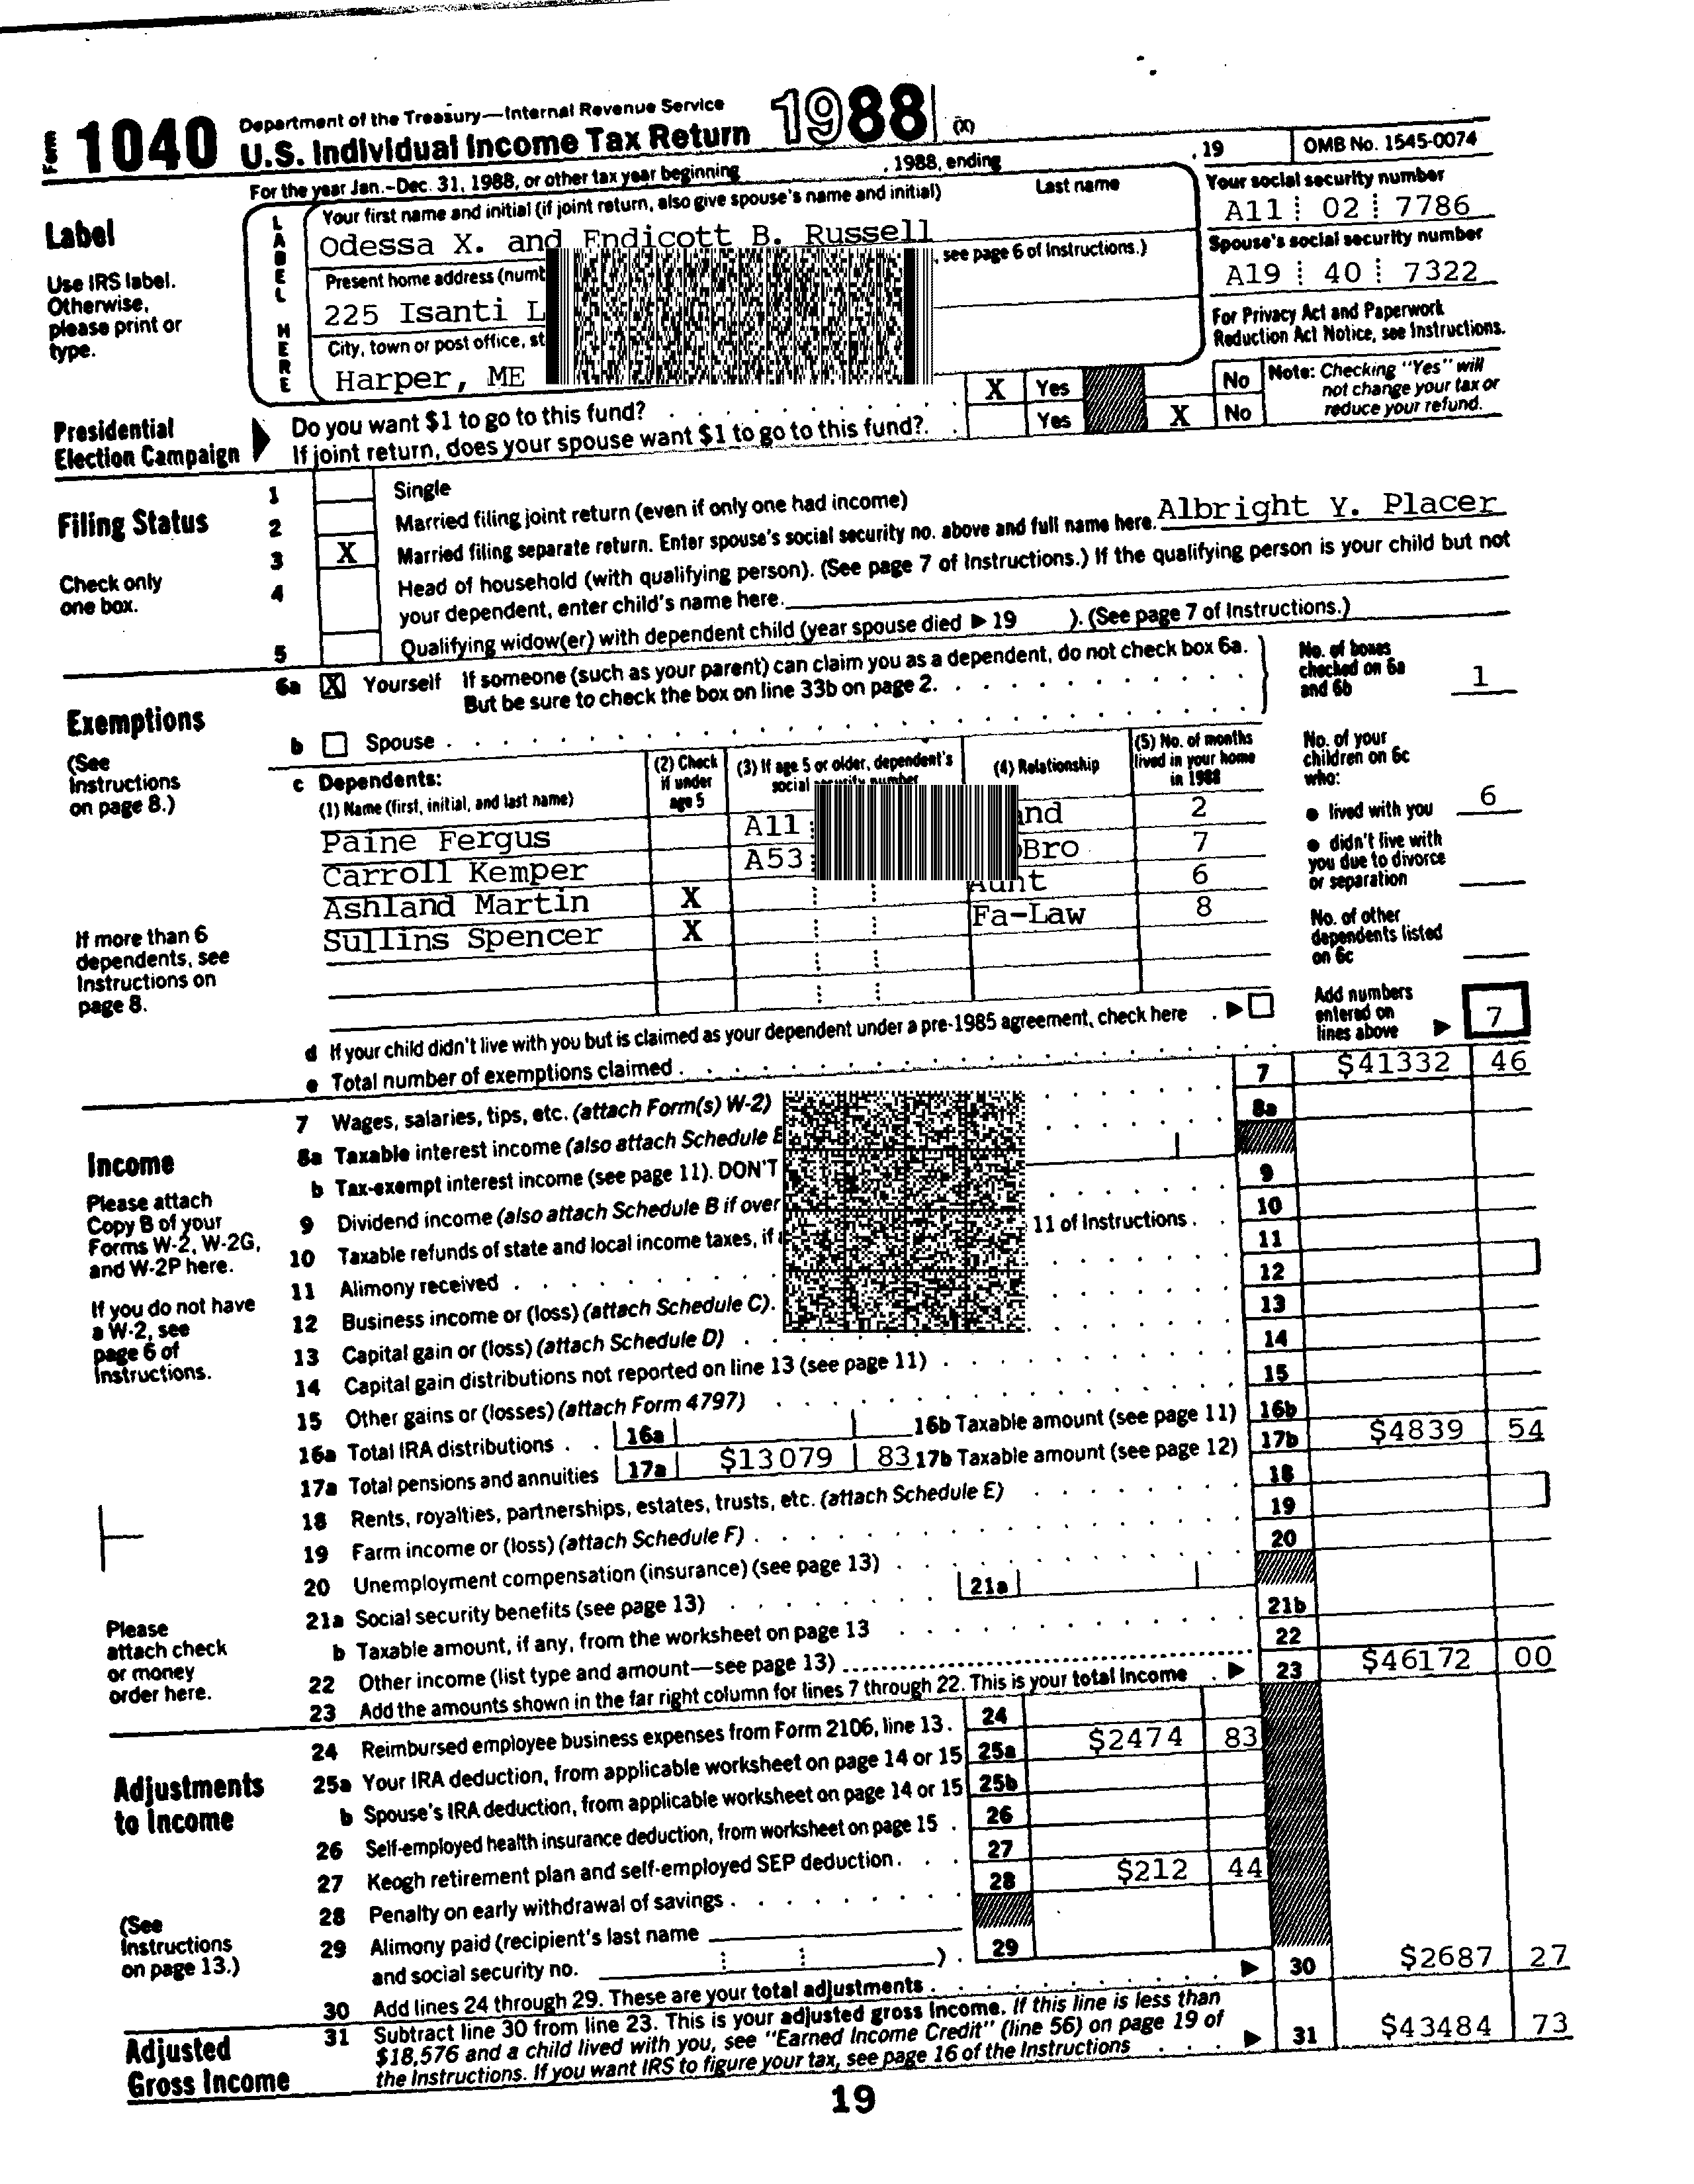 Form 1040 Department of the Treasury—Internal Revenue Service
U.S. Individual Income Tax Return 1988 (X)
For the year Jan.-Dec. 31, 1988, or other tax year beginning , 1988, ending , 19 OMB No. 1545-0074
Label
Use IRS label.
Otherwise,
please print or
type.
LABEL HERE
Your first name and initial (if joint return, also give spouse's name and initial) Last name
Odessa X. and Endicott B. Russell
Present home address (numb , see page 6 of Instructions.)
225 Isanti L
City, town or post office, st
Harper, ME
Your social security number
A11 02 7786
Spouse's social security number
A19 40 7322
For Privacy Act and Paperwork
Reduction Act Notice, see Instructions.
Presidential
Election Campaign
Do you want $1 to go to this fund? X Yes No
If joint return, does your spouse want $1 to go to this fund? Yes X No
Note: Checking "Yes" will
not change your tax or
reduce your refund.
Filing Status
Check only
one box.
1 Single
2 Married filing joint return (even if only one had income)
3 X Married filing separate return. Enter spouse's social security no. above and full name here. Albright V. Placer
4 Head of household (with qualifying person). (See page 7 of Instructions.) If the qualifying person is your child but not
your dependent, enter child's name here.
5 Qualifying widow(er) with dependent child (year spouse died ▶ 19 ). (See page 7 of Instructions.)
Exemptions
(See
Instructions
on page 8.)
If more than 6
dependents, see
Instructions on
page 8.
6a X Yourself If someone (such as your parent) can claim you as a dependent, do not check box 6a.
But be sure to check the box on line 33b on page 2.
b Spouse
No. of boxes
checked on 6a
and 6b 1
c Dependents:
(1) Name (first, initial, and last name)
(2) Check
if under
age 5
(3) If age 5 or older, dependent's
social security number
(4) Relationship
(5) No. of months
lived in your home
in 1988
Paine Fergus A11 nd 2
Carroll Kemper A53 Bro 7
Ashland Martin X Aunt 6
Sullins Spencer X Fa-Law 8
No. of your
children on 6c
who:
● lived with you 6
● didn't live with
you due to divorce
or separation
No. of other
dependents listed
on 6c
Add numbers
entered on
lines above ▶ 7
d If your child didn't live with you but is claimed as your dependent under a pre-1985 agreement, check here ▶
e Total number of exemptions claimed
Income
Please attach
Copy B of your
Forms W-2, W-2G,
and W-2P here.
If you do not have
a W-2, see
page 6 of
Instructions.
Please
attach check
or money
order here.
7 Wages, salaries, tips, etc. (attach Form(s) W-2) 7 $41332 46
8a Taxable interest income (also attach Schedule B 8a
b Tax-exempt interest income (see page 11). DON'T
9 Dividend income (also attach Schedule B if over 9
10 Taxable refunds of state and local income taxes, if 11 of Instructions. 10
11 Alimony received 11
12 Business income or (loss) (attach Schedule C). 12
13 Capital gain or (loss) (attach Schedule D) 13
14 Capital gain distributions not reported on line 13 (see page 11) 14
15 Other gains or (losses) (attach Form 4797) 15
16a Total IRA distributions 16a 16b Taxable amount (see page 11) 16b
17a Total pensions and annuities 17a $13079 83 17b Taxable amount (see page 12) 17b $4839 54
18 Rents, royalties, partnerships, estates, trusts, etc. (attach Schedule E) 18
19 Farm income or (loss) (attach Schedule F) 19
20 Unemployment compensation (insurance) (see page 13) 20
21a Social security benefits (see page 13) 21a
b Taxable amount, if any, from the worksheet on page 13 21b
22 Other income (list type and amount—see page 13) 22
23 Add the amounts shown in the far right column for lines 7 through 22. This is your total income ▶ 23 $46172 00
Adjustments
to Income
(See
Instructions
on page 13.)
24 Reimbursed employee business expenses from Form 2106, line 13. 24
25a Your IRA deduction, from applicable worksheet on page 14 or 15 25a $2474 83
b Spouse's IRA deduction, from applicable worksheet on page 14 or 15 25b
26 Self-employed health insurance deduction, from worksheet on page 15 26
27 Keogh retirement plan and self-employed SEP deduction 27
28 Penalty on early withdrawal of savings 28 $212 44
29 Alimony paid (recipient's last name
and social security no. ) 29
30 Add lines 24 through 29. These are your total adjustments ▶ 30 $2687 27
Adjusted
Gross Income
31 Subtract line 30 from line 23. This is your adjusted gross income. If this line is less than
$18,576 and a child lived with you, see "Earned Income Credit" (line 56) on page 19 of
the Instructions. If you want IRS to figure your tax, see page 16 of the Instructions ▶ 31 $43484 73
19